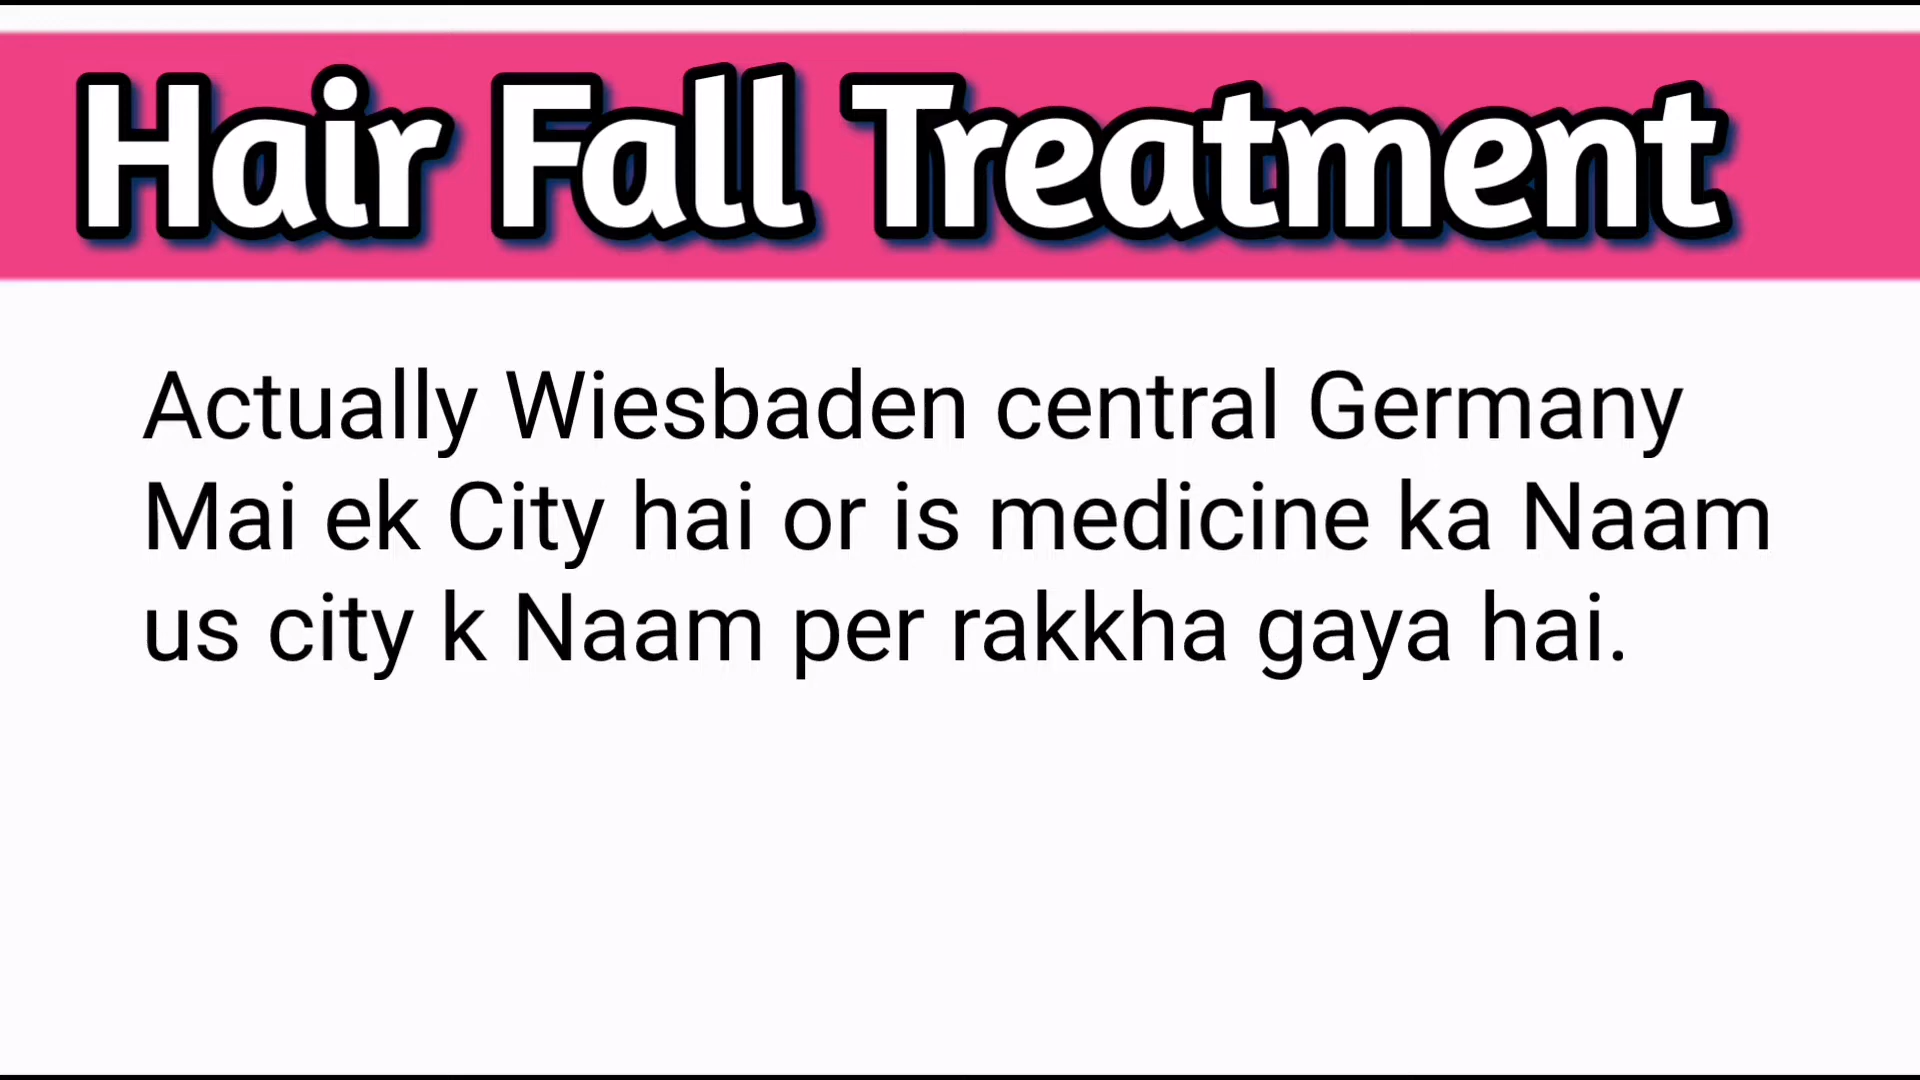 Hair Fall Treatment
Actually Wiesbaden central Germany
Mai ek City hai or is medicine ka Naam
us city k Naam per rakkha gaya hai.